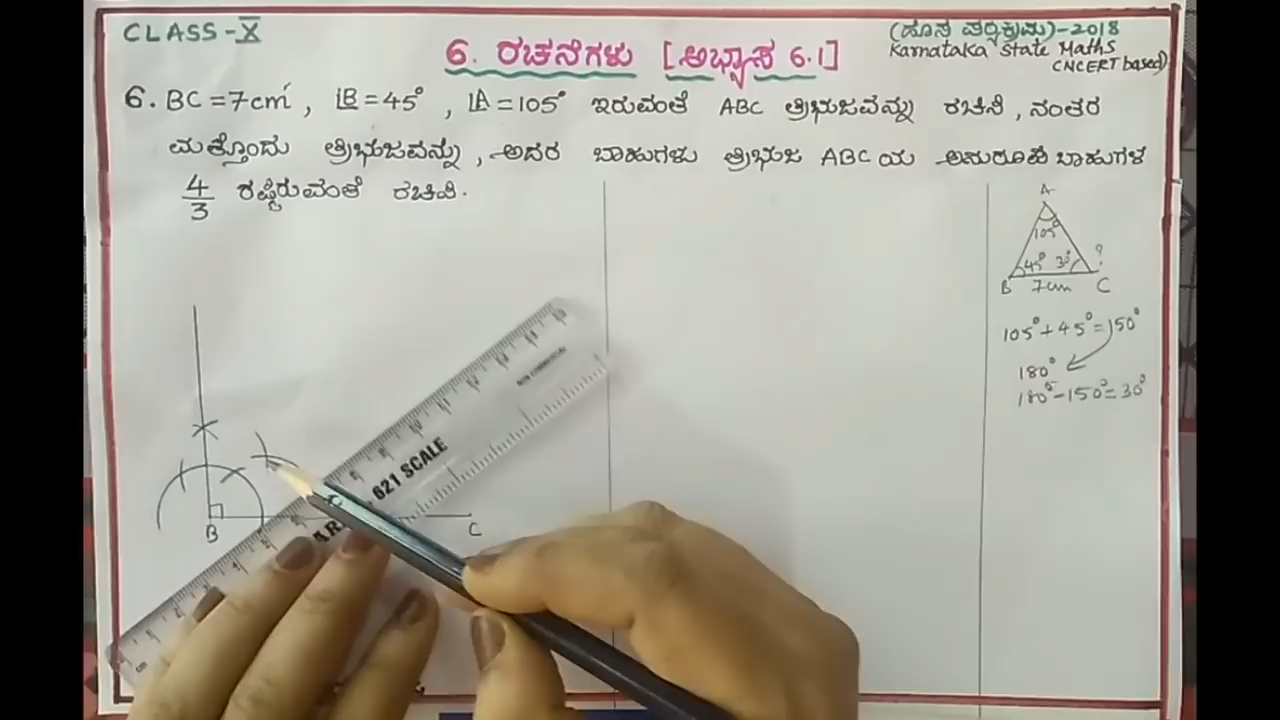 CLASS-X
(ಹೊಸ ಪಠ್ಯಕ್ರಮ)-2018
Karnataka State Maths
(NCERT based)
6. ರಚನೆಗಳು [ಅಭ್ಯಾಸ 6.1]
6. BC=7cm, ∠B=45°, ∠A=105° ಇರುವಂತೆ ABC ತ್ರಿಭುಜವನ್ನು ರಚಿಸಿ, ನಂತರ
ಮತ್ತೊಂದು ತ್ರಿಭುಜವನ್ನು, ಅದರ ಬಾಹುಗಳು ತ್ರಿಭುಜ ABC ಯ ಅನುರೂಪ ಬಾಹುಗಳ
4/3 ರಷ್ಟಿರುವಂತೆ ರಚಿಸಿ.
A
105°
45° 30° ?
B 7cm C
105°+45°=150°
180°
180°-150°=30°
621 SCALE
B C